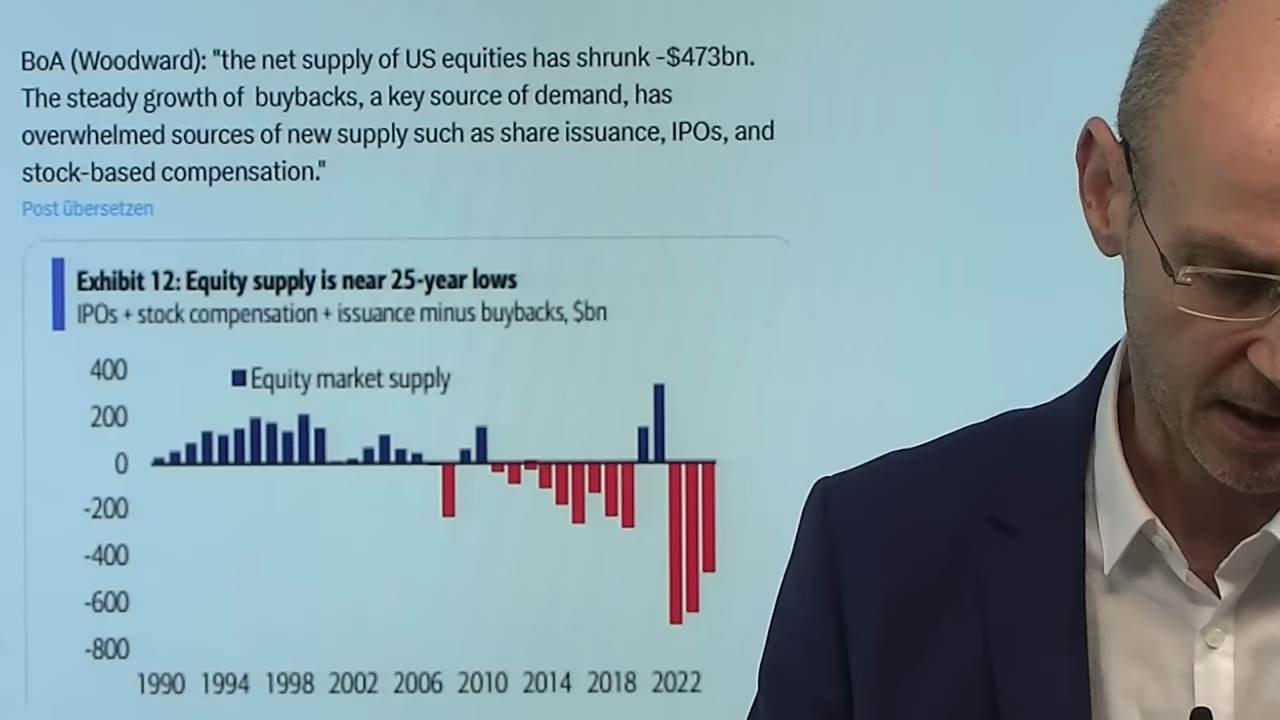 BoA (Woodward): "the net supply of US equities has shrunk -$473bn.
The steady growth of buybacks, a key source of demand, has
overwhelmed sources of new supply such as share issuance, IPOs, and
stock-based compensation."
Post übersetzen
Exhibit 12: Equity supply is near 25-year lows
IPOs + stock compensation + issuance minus buybacks, $bn
Equity market supply
400
200
0
-200
-400
-600
-800
1990 1994 1998 2002 2006 2010 2014 2018 2022